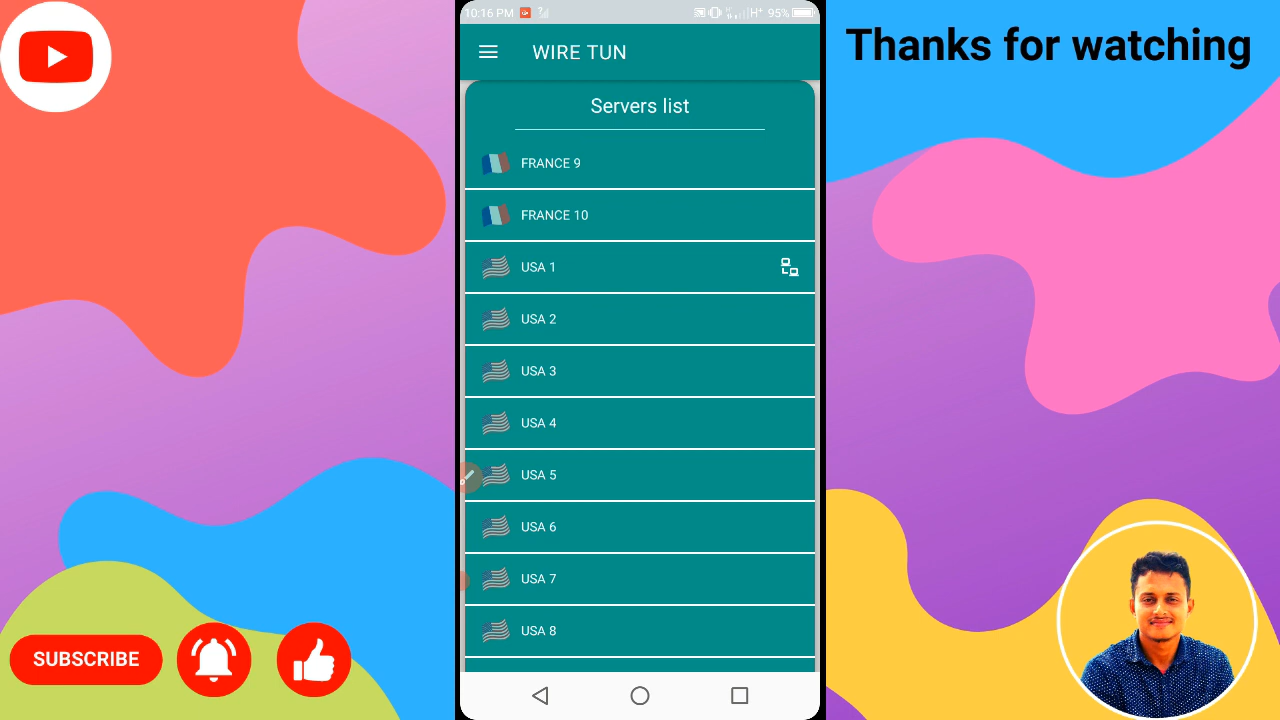 10:16 PM
H+ 95%
Thanks for watching
WIRE TUN
Servers list
FRANCE 9
FRANCE 10
USA 1
USA 2
USA 3
USA 4
USA 5
USA 6
USA 7
USA 8
SUBSCRIBE